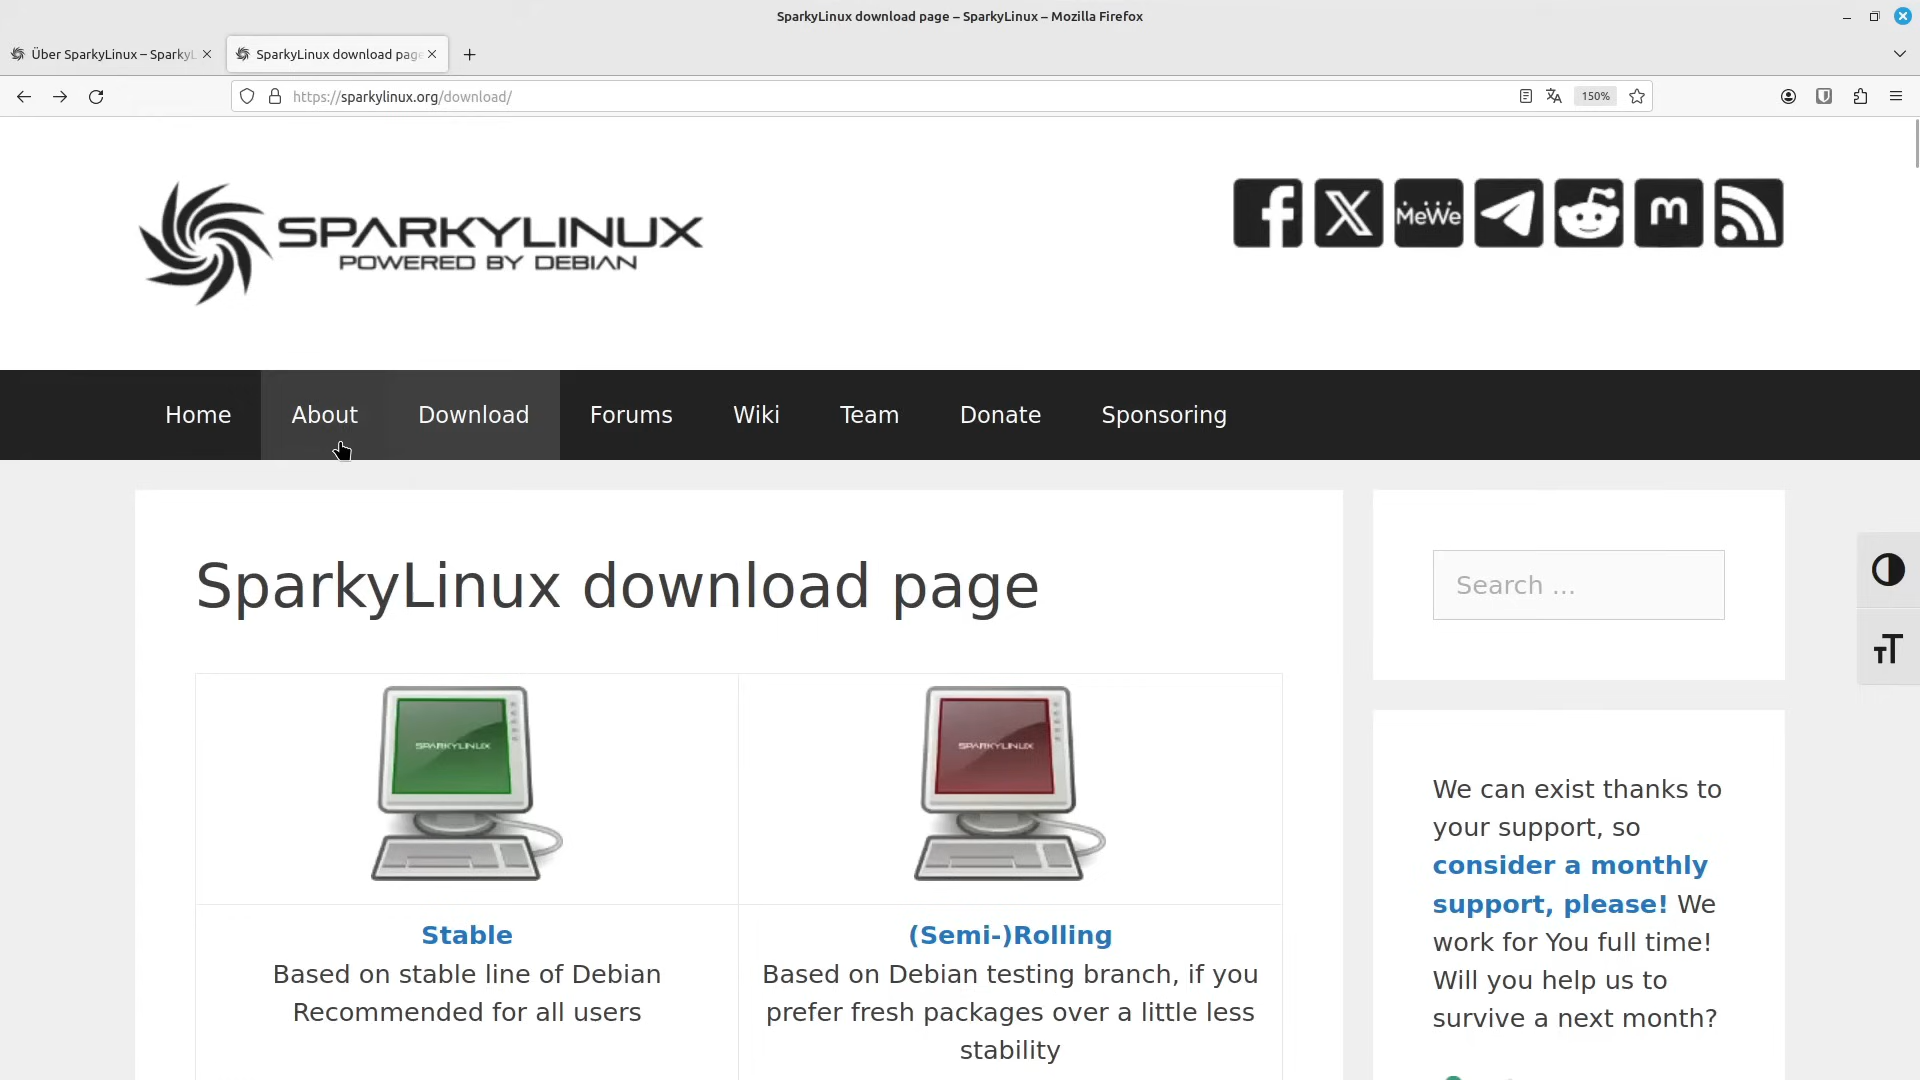 SparkyLinux download page – SparkyLinux – Mozilla Firefox
Über SparkyLinux – SparkyL
SparkyLinux download page
https://sparkylinux.org/download/
150%
SPARKYLINUX
POWERED BY DEBIAN
MeWe
Home
About
Download
Forums
Wiki
Team
Donate
Sponsoring
SparkyLinux download page
Search ...
SPARKYLINUX
SPARKYLINUX
Stable
Based on stable line of Debian
Recommended for all users
(Semi-)Rolling
Based on Debian testing branch, if you
prefer fresh packages over a little less
stability
We can exist thanks to
your support, so
consider a monthly
support, please! We
work for You full time!
Will you help us to
survive a next month?